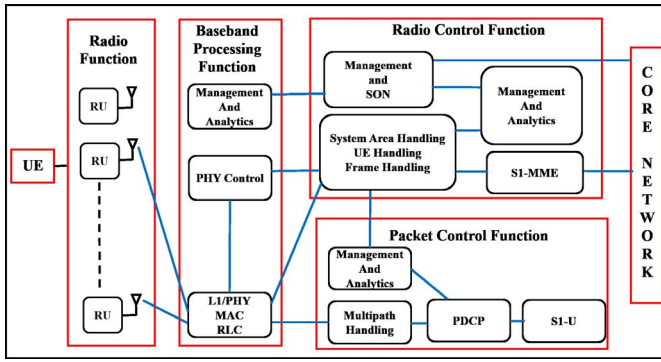 Radio
Function
RU
RU
RU
UE
Baseband
Processing
Function
Management
And
Analytics
PHY Control
L1/PHY
MAC
RLC
Radio Control Function
Management
and
SON
Management
And
Analytics
System Area Handling
UE Handling
Frame Handling
S1-MME
Packet Control Function
Management
And
Analytics
Multipath
Handling
PDCP
S1-U
CORE NETWORK